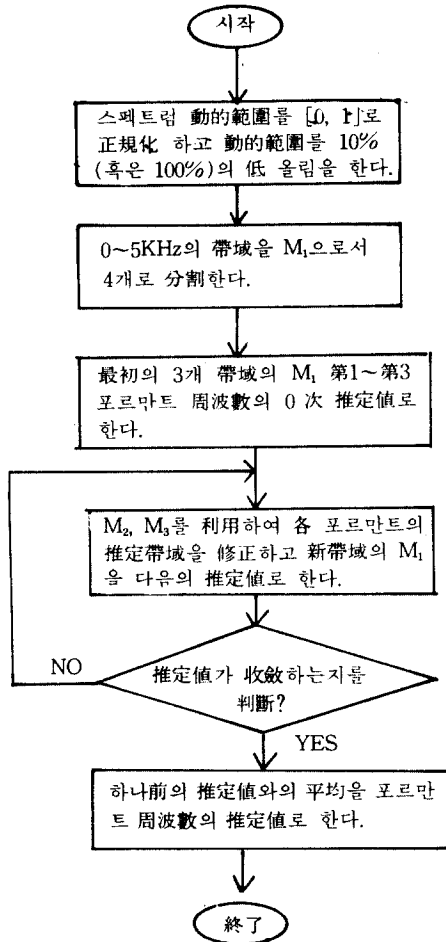 시작
스펙트럼 動的範圍를 [0, 1]로
正規化 하고 動的範圍를 10%
(혹은 100%)의 低 올림을 한다.
0~5KHz의 帶域을 M₁으로서
4개로 分割한다.
最初의 3개 帶域의 M₁ 第1~第3
포르만트 周波數의 0 次 推定値로
한다.
M₂, M₃를 利用하여 各 포르만트의
推定帶域을 修正하고 新帶域의 M₁
을 다음의 推定値로 한다.
NO
推定値가 收斂하는지를
判斷?
YES
하나前의 推定値와의 平均을 포르만
트 周波數의 推定値로 한다.
終了